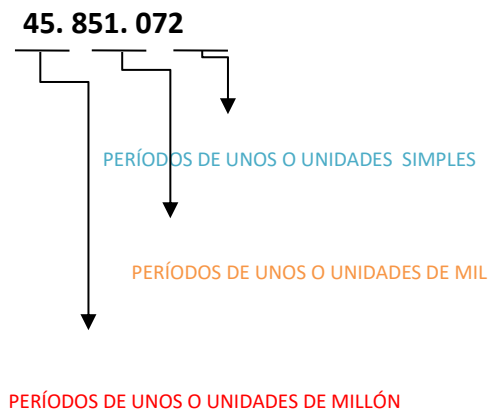 45. 851. 072
PERÍODOS DE UNOS O UNIDADES SIMPLES
PERÍODOS DE UNOS O UNIDADES DE MIL
PERÍODOS DE UNOS O UNIDADES DE MILLÓN